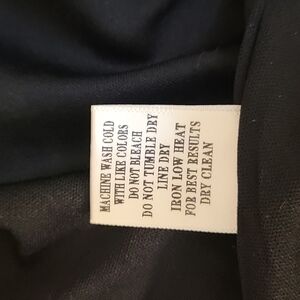 MACHINE WASH COLD
WITH LIKE COLORS
DO NOT BLEACH
DO NOT TUMBLE DRY
LINE DRY
IRON LOW HEAT
FOR BEST RESULTS
DRY CLEAN